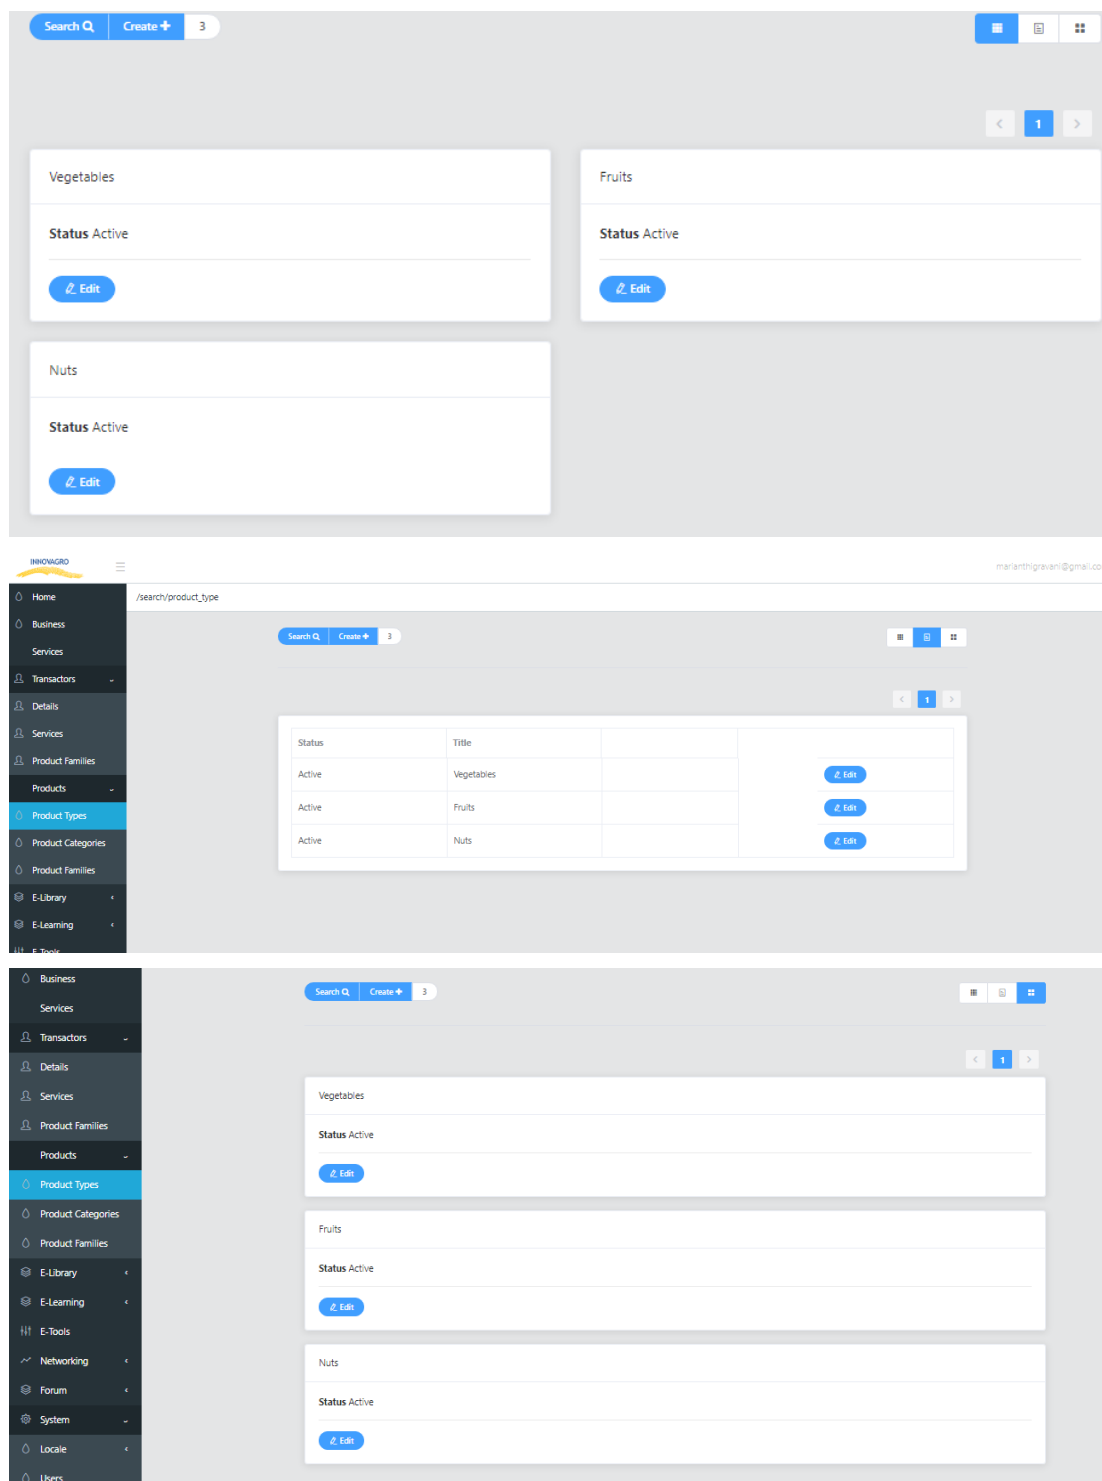 Search Create + 3
1
Vegetables
Status Active
Edit
Fruits
Status Active
Edit
Nuts
Status Active
Edit
INNOVAGRO
marianthigravani@gmail.co
Home
Business
Services
Transactors
Details
Services
Product Families
Products
Product Types
Product Categories
Product Families
E-Library
E-Learning
E-Tools
/search/product_type
Search Create + 3
1
Status Title
Active Vegetables Edit
Active Fruits Edit
Active Nuts Edit
Business
Services
Transactors
Details
Services
Product Families
Products
Product Types
Product Categories
Product Families
E-Library
E-Learning
E-Tools
Networking
Forum
System
Locale
Users
Search Create + 3
1
Vegetables
Status Active
Edit
Fruits
Status Active
Edit
Nuts
Status Active
Edit